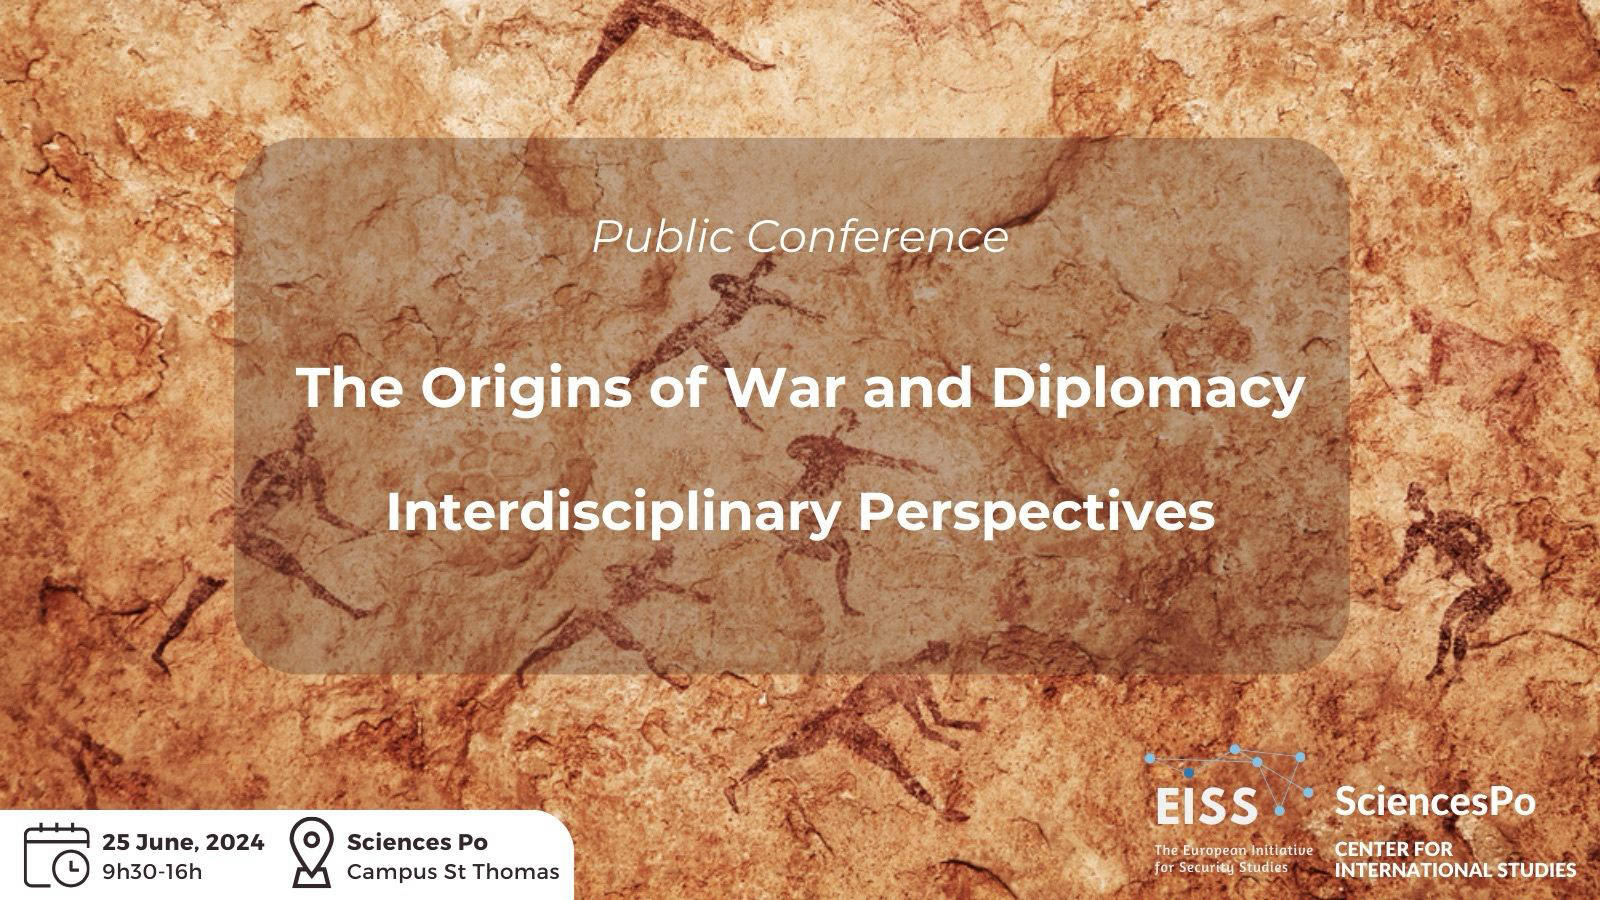 Public Conference
The Origins of War and Diplomacy
Interdisciplinary Perspectives
25 June, 2024
9h30-16h
Sciences Po
Campus St Thomas
EISS
The European Initiative
for Security Studies
SciencesPo
CENTER FOR
INTERNATIONAL STUDIES